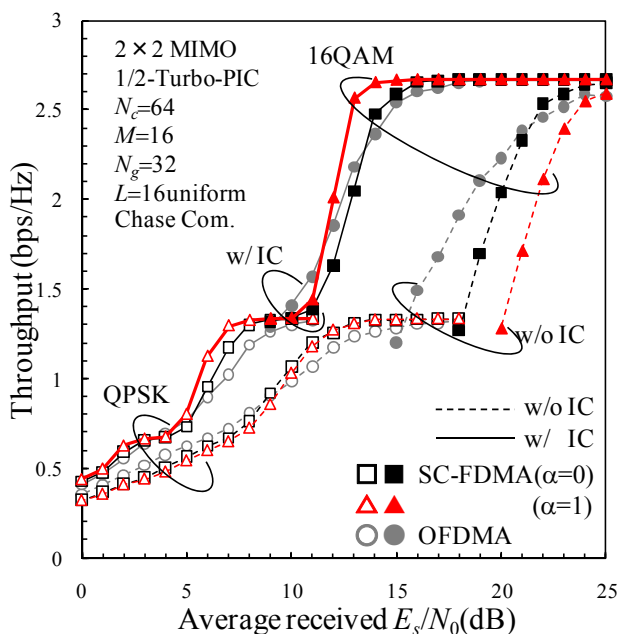 2 × 2 MIMO
1/2-Turbo-PIC
Nc=64
M=16
Ng=32
L=16uniform
Chase Com.
16QAM
w/ IC
w/o IC
QPSK
w/o IC
w/ IC
SC-FDMA(α=0)
(α=1)
OFDMA
Throughput (bps/Hz)
3
2.5
2
1.5
1
0.5
0
0 5 10 15 20 25
Average received Es/N0(dB)